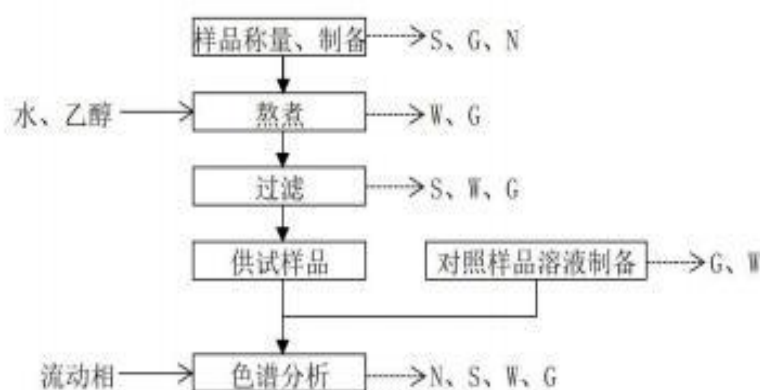 样品称量、制备 S、G、N
水、乙醇 熬煮 W、G
过滤 S、W、G
供试样品 对照样品溶液制备 G、W
流动相 色谱分析 N、S、W、G